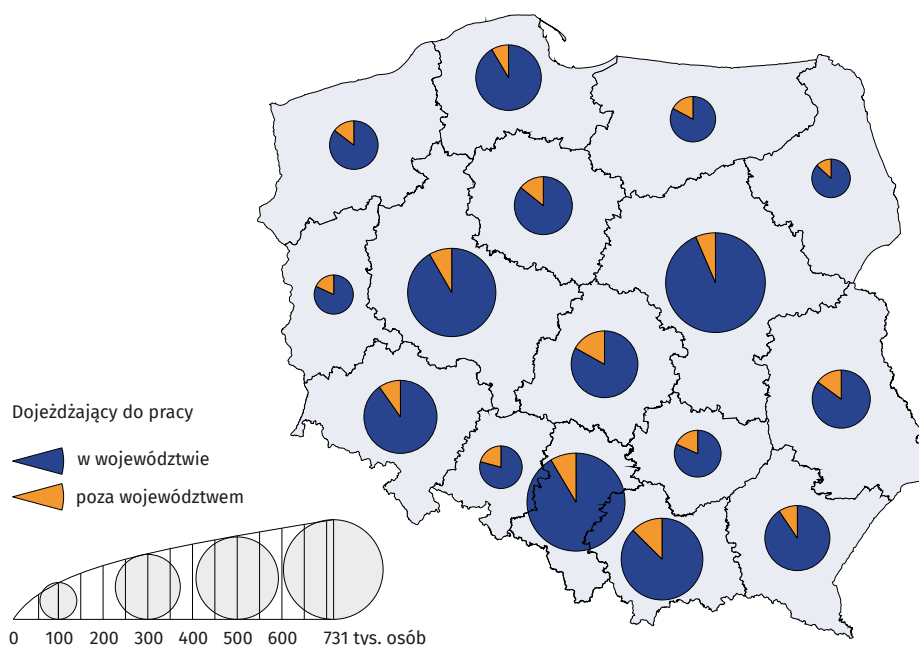 Dojeżdżający do pracy
w województwie
poza województwem
0 100 200 300 400 500 600 731 tys. osób